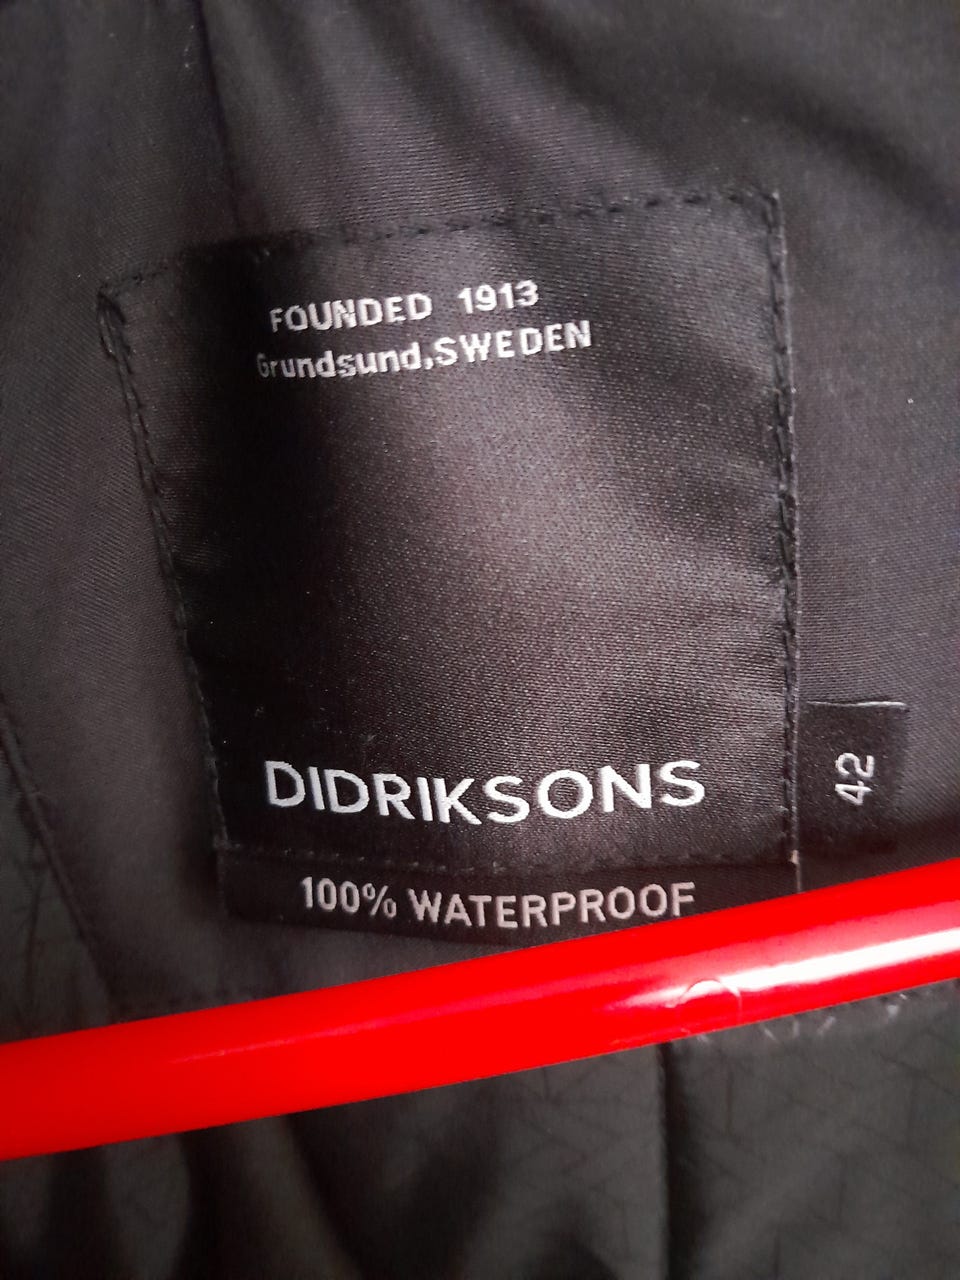 FOUNDED 1913
Grundsund,SWEDEN
DIDRIKSONS
42
100% WATERPROOF